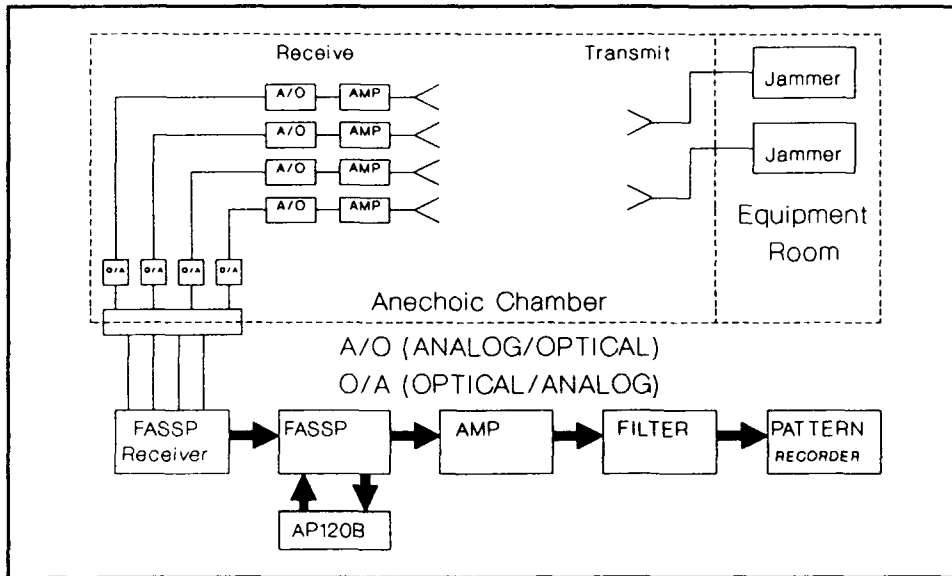 Receive Transmit
Jammer
A/O AMP
A/O AMP
Jammer
A/O AMP
A/O AMP
Equipment
Room
O/A O/A O/A O/A
Anechoic Chamber
A/O (ANALOG/OPTICAL)
O/A (OPTICAL/ANALOG)
FASSP
Receiver
FASSP
AMP
FILTER
PATTERN
RECORDER
AP120B